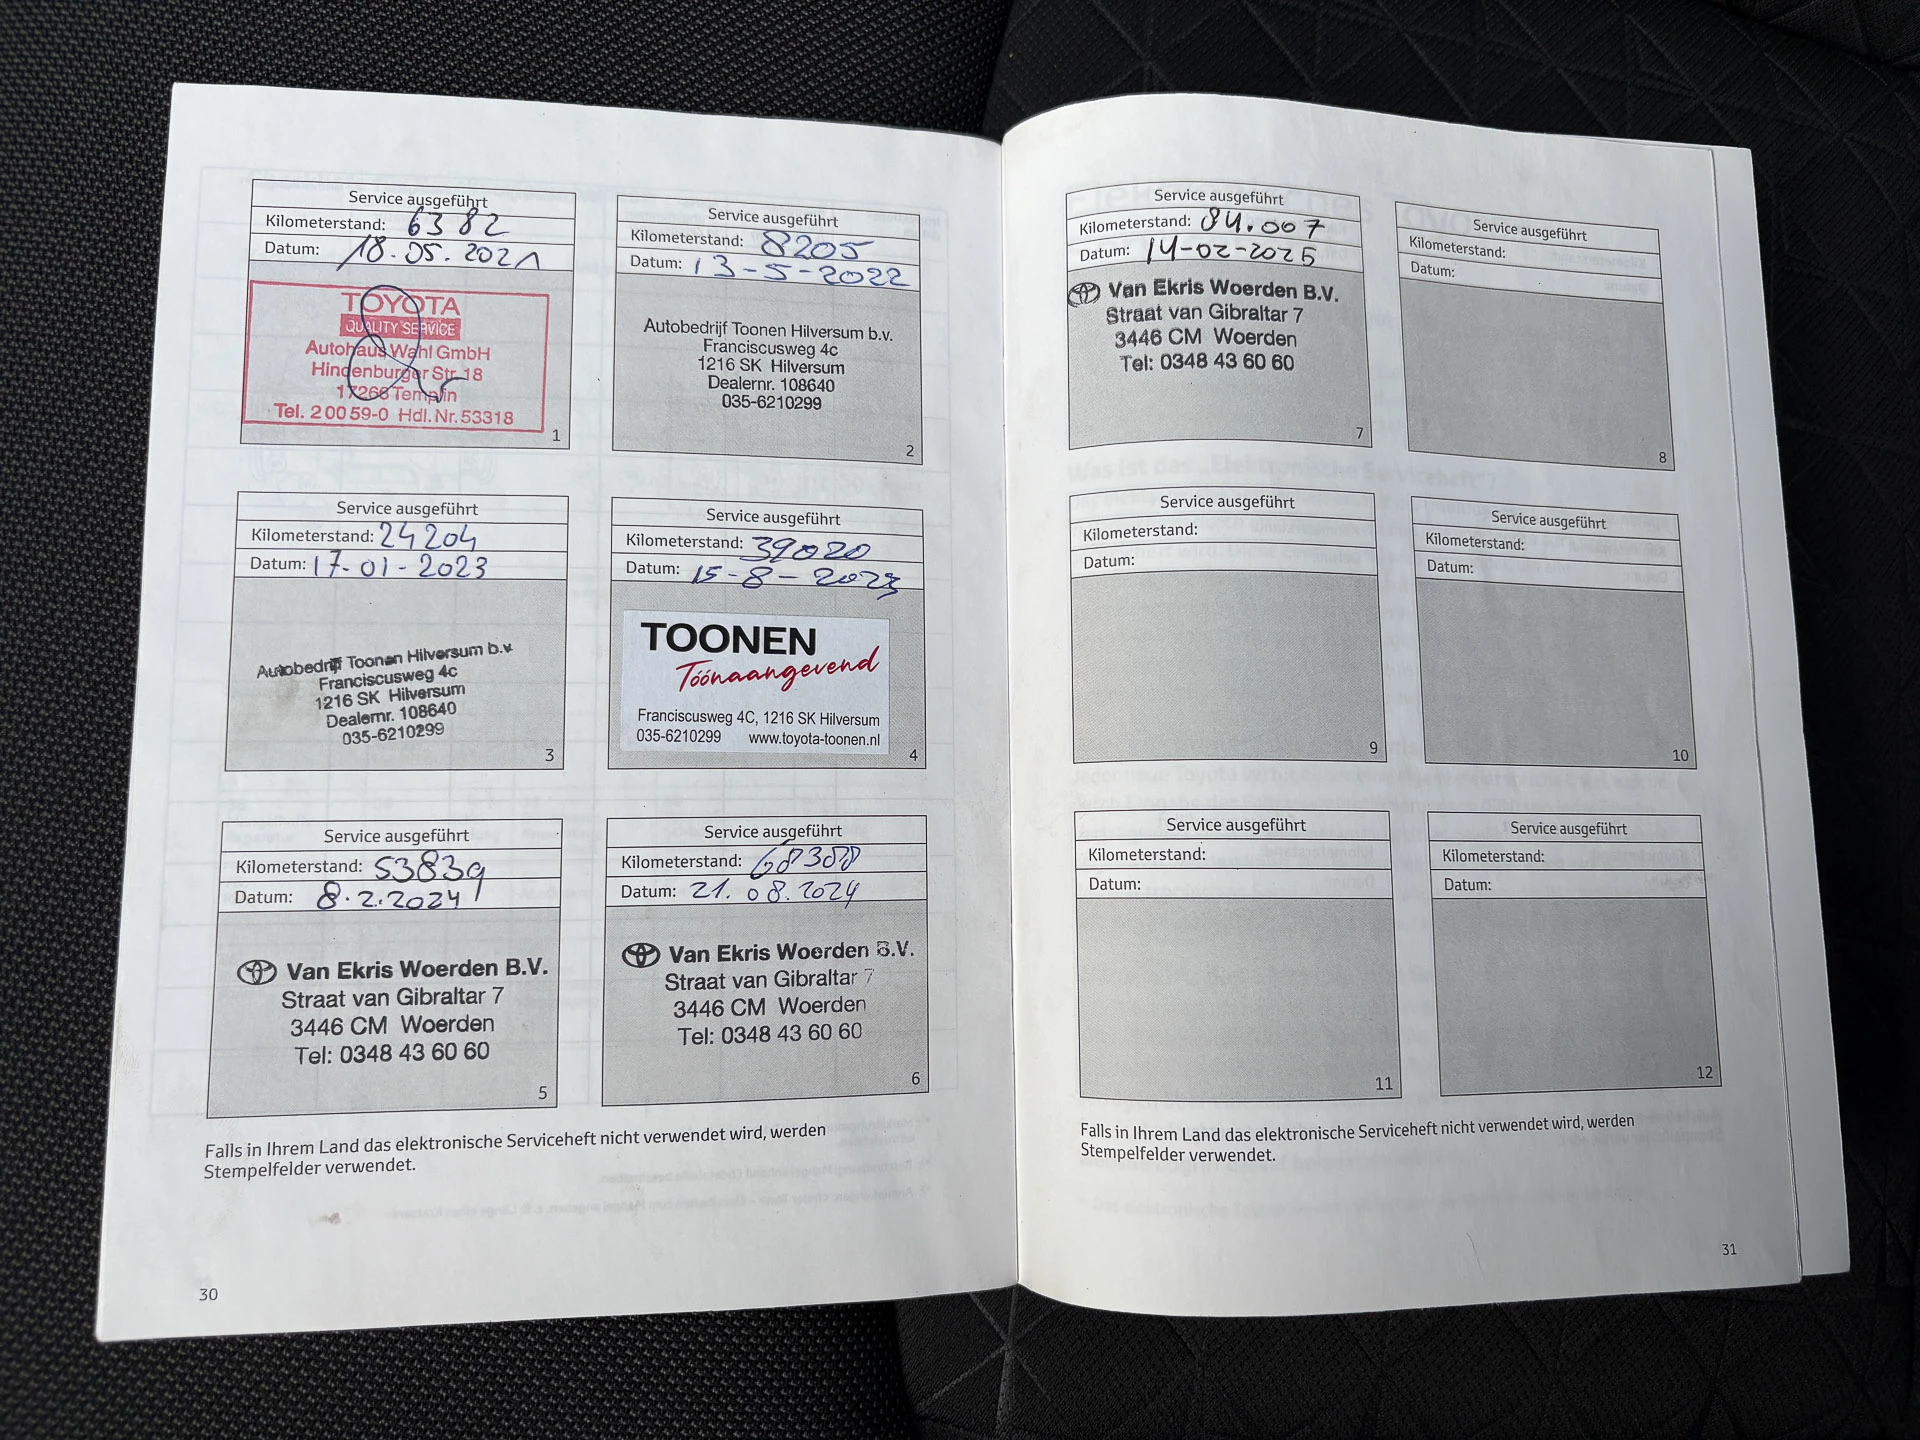 Service ausgeführt
Kilometerstand: 6382
Datum: 18.05.2021
TOYOTA
QUALITY SERVICE
Autohaus Wahl GmbH
Hindenburger Str. 18
17268 Templin
Tel. 20059-0 Hdl.Nr.53318
1
Service ausgeführt
Kilometerstand: 8205
Datum: 13-5-2022
Autobedrijf Toonen Hilversum b.v.
Franciscusweg 4c
1216 SK Hilversum
Dealernr. 108640
035-6210299
2
Service ausgeführt
Kilometerstand: 24204
Datum: 17-01-2023
Autobedrijf Toonen Hilversum b.v
Franciscusweg 4c
1216 SK Hilversum
Dealernr. 108640
035-6210299
3
Service ausgeführt
Kilometerstand: 39020
Datum: 15-8-2023
TOONEN
Tóónaangevend
Franciscusweg 4C, 1216 SK Hilversum
035-6210299 www.toyota-toonen.nl
4
Service ausgeführt
Kilometerstand: 53839
Datum: 8.2.2024
Van Ekris Woerden B.V.
Straat van Gibraltar 7
3446 CM Woerden
Tel: 0348 43 60 60
5
Service ausgeführt
Kilometerstand:
Datum: 21.08.2024
Van Ekris Woerden B.V.
Straat van Gibraltar 7
3446 CM Woerden
Tel: 0348 43 60 60
6
Falls in Ihrem Land das elektronische Serviceheft nicht verwendet wird, werden
Stempelfelder verwendet.
30
Service ausgeführt
Kilometerstand: 84.007
Datum: 14-02-2025
Van Ekris Woerden B.V.
Straat van Gibraltar 7
3446 CM Woerden
Tel: 0348 43 60 60
7
Service ausgeführt
Kilometerstand:
Datum:
8
Service ausgeführt
Kilometerstand:
Datum:
9
Service ausgeführt
Kilometerstand:
Datum:
10
Service ausgeführt
Kilometerstand:
Datum:
11
Service ausgeführt
Kilometerstand:
Datum:
12
Falls in Ihrem Land das elektronische Serviceheft nicht verwendet wird, werden
Stempelfelder verwendet.
31